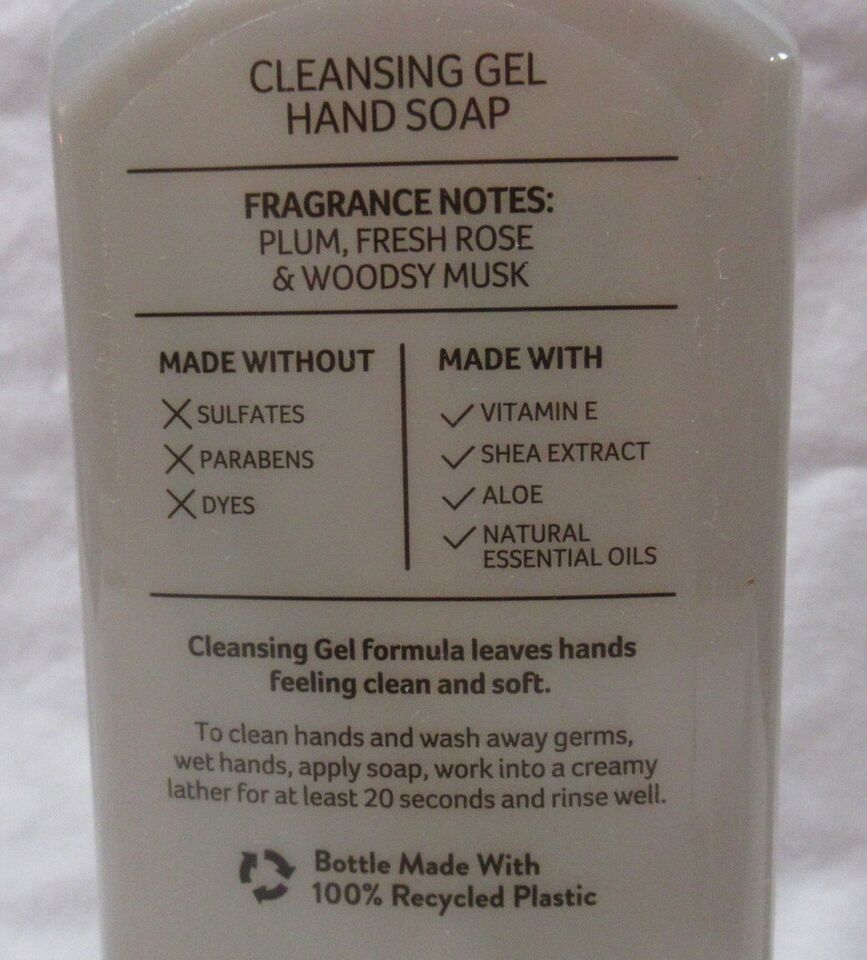 CLEANSING GEL
HAND SOAP
FRAGRANCE NOTES:
PLUM, FRESH ROSE
& WOODSY MUSK
MADE WITHOUT
SULFATES
PARABENS
DYES
MADE WITH
VITAMIN E
SHEA EXTRACT
ALOE
NATURAL
ESSENTIAL OILS
Cleansing Gel formula leaves hands
feeling clean and soft.
To clean hands and wash away germs,
wet hands, apply soap, work into a creamy
lather for at least 20 seconds and rinse well.
Bottle Made With
100% Recycled Plastic